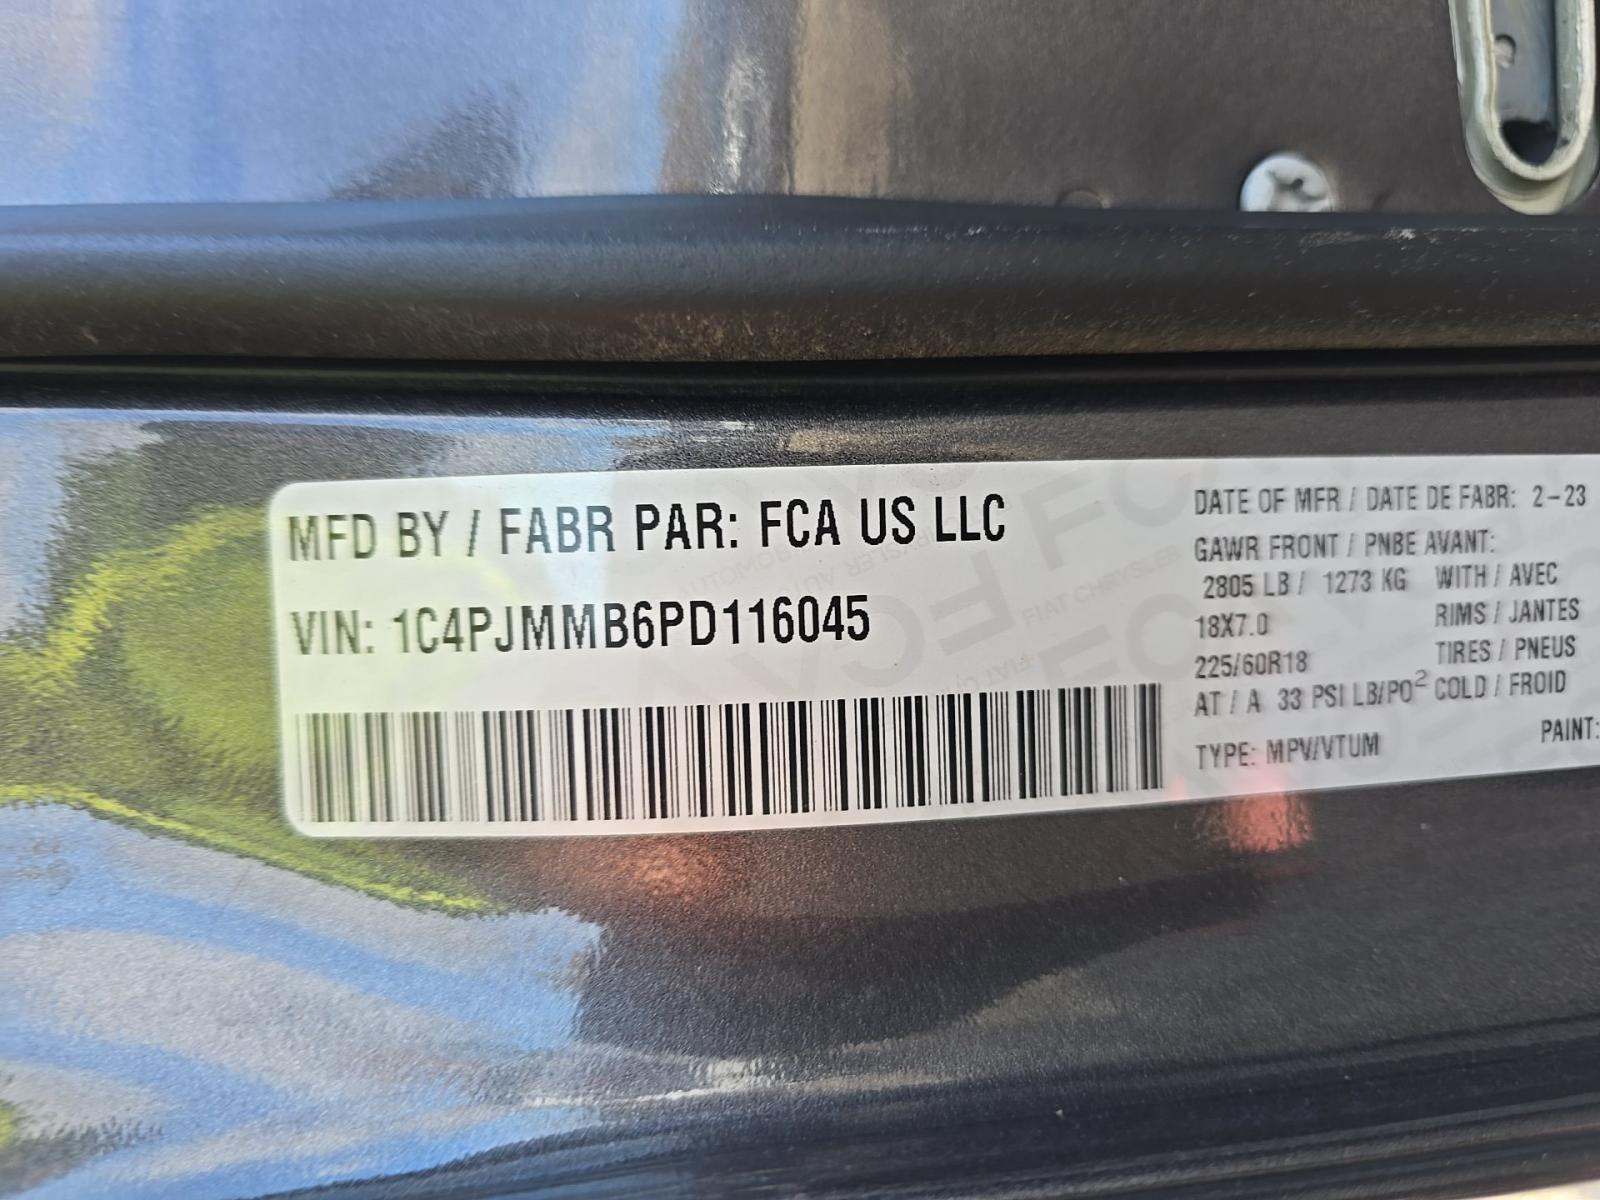 MFD BY / FABR PAR: FCA US LLC
VIN: 1C4PJMMB6PD116045
DATE OF MFR / DATE DE FABR: 2-23
GAWR FRONT / PNBE AVANT:
2805 LB / 1273 KG WITH / AVEC
18X7.0 RIMS / JANTES
225/60R18 TIRES / PNEUS
AT / A 33 PSI LB/PO² COLD / FROID
TYPE: MPV/VTUM PAINT: